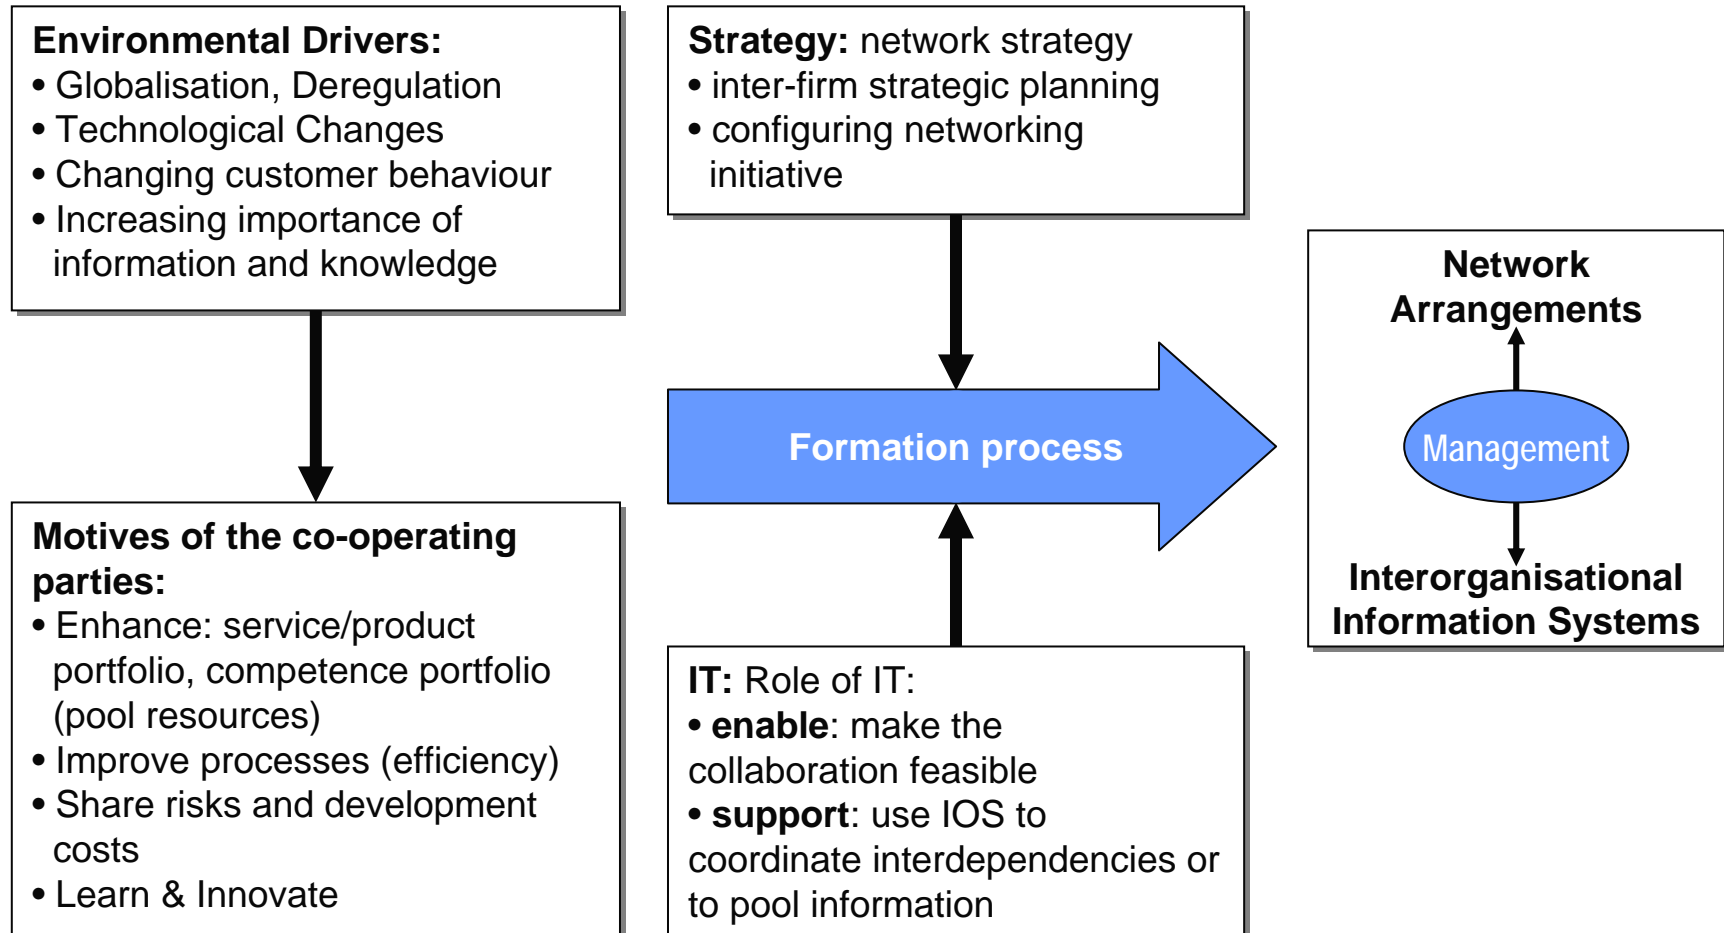 Environmental Drivers:
• Globalisation, Deregulation
• Technological Changes
• Changing customer behaviour
• Increasing importance of
information and knowledge
Motives of the co-operating
parties:
• Enhance: service/product
portfolio, competence portfolio
(pool resources)
• Improve processes (efficiency)
• Share risks and development
costs
• Learn & Innovate
Strategy: network strategy
• inter-firm strategic planning
• configuring networking
initiative
Formation process
IT: Role of IT:
• enable: make the
collaboration feasible
• support: use IOS to
coordinate interdependencies or
to pool information
Network
Arrangements
Management
Interorganisational
Information Systems